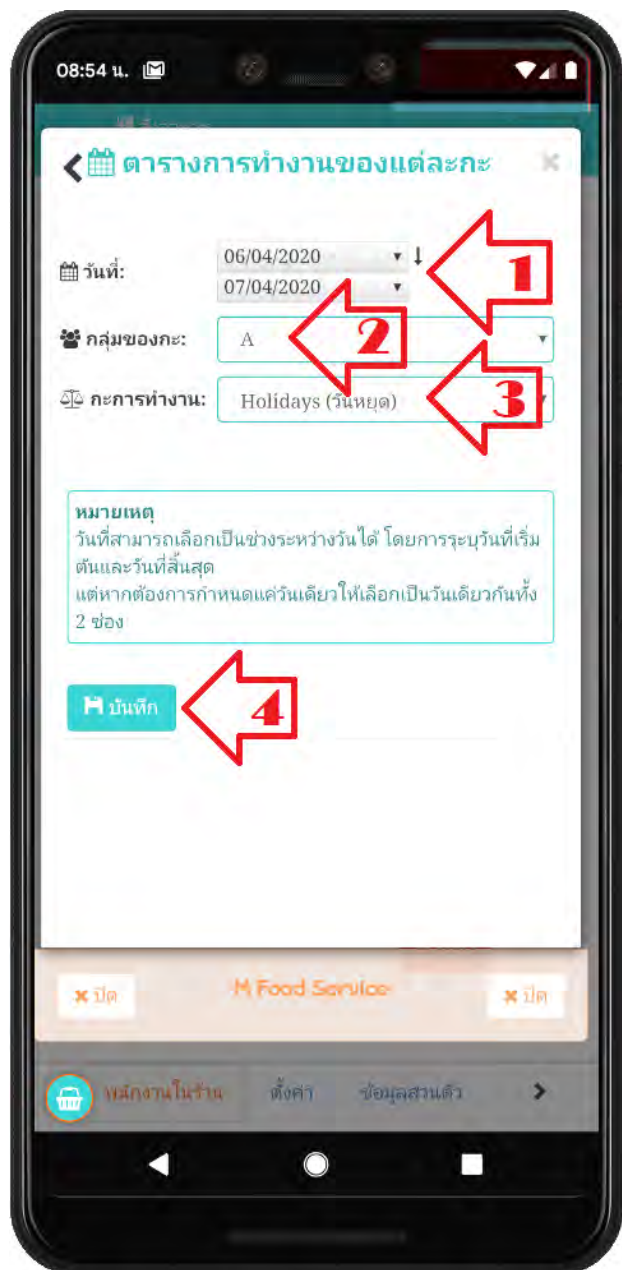 08:54 น.
ตารางการทำงานของแต่ละกะ
วันที่:
06/04/2020
07/04/2020
1
กลุ่มของกะ:
A
2
กะการทำงาน:
Holidays (วันหยุด)
3
หมายเหตุ
วันที่สามารถเลือกเป็นช่วงระหว่างวันได้ โดยการระบุวันที่เริ่ม
ต้นและวันที่สิ้นสุด
แต่หากต้องการกำหนดแค่วันเดียวให้เลือกเป็นวันเดียวกันทั้ง
2 ช่อง
บันทึก
4
ปิด
M Food Service
ปิด
พนักงานในร้าน ตั้งค่า ข้อมูลส่วนตัว